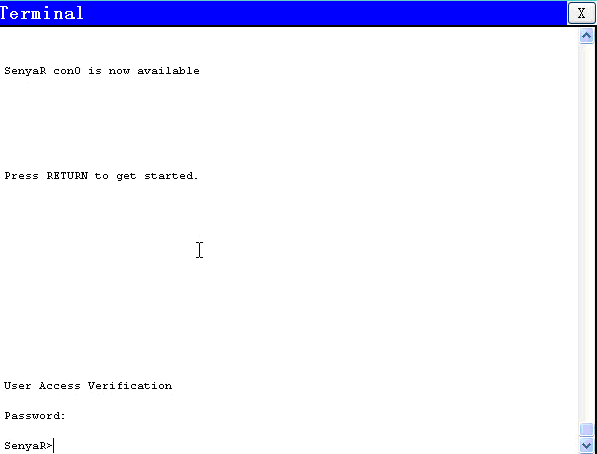 Terminal
X
SenyaR con0 is now available
Press RETURN to get started.
User Access Verification
Password:
SenyaR>